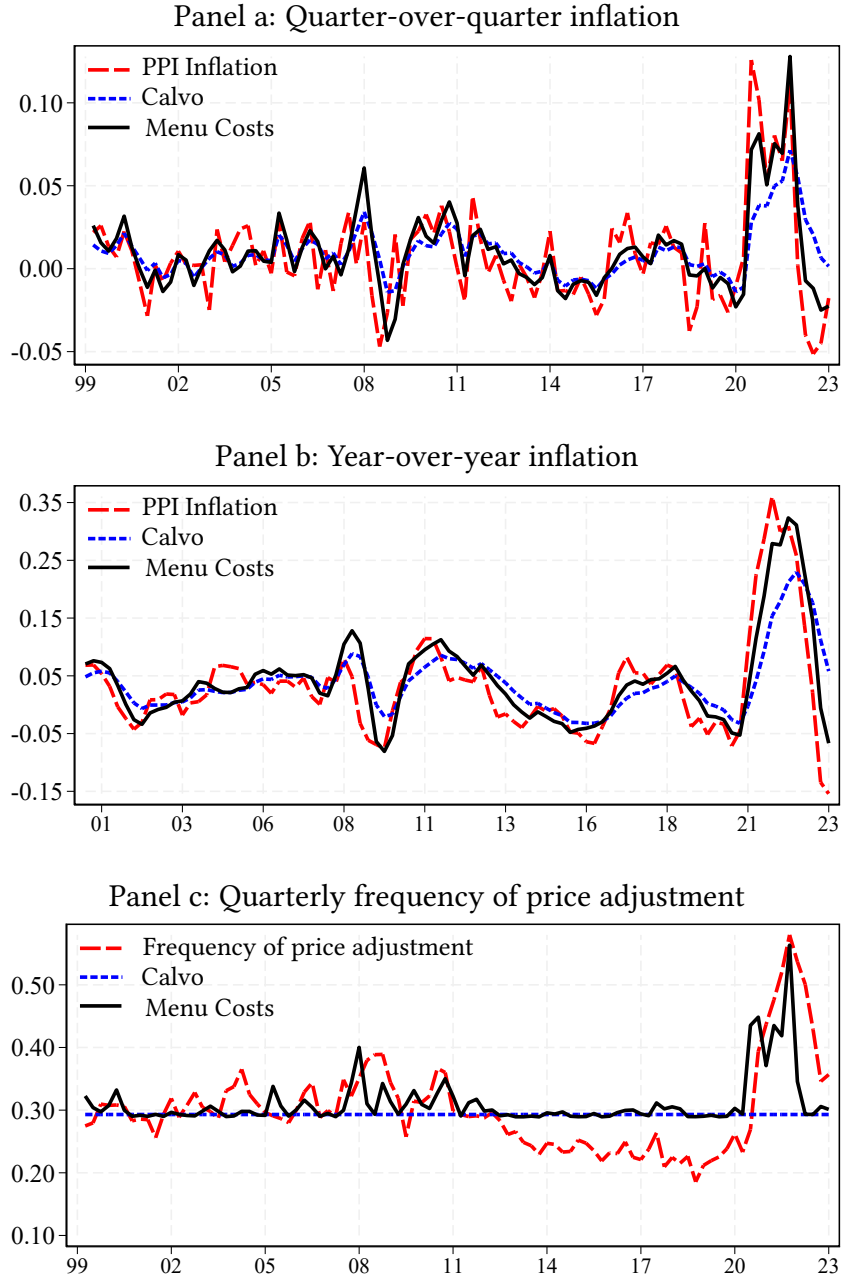 Panel a: Quarter-over-quarter inflation
PPI Inflation
Calvo
Menu Costs
0.10
0.05
0.00
-0.05
99 02 05 08 11 14 17 20 23
Panel b: Year-over-year inflation
PPI Inflation
Calvo
Menu Costs
0.35
0.25
0.15
0.05
-0.05
-0.15
01 03 06 08 11 13 16 18 21 23
Panel c: Quarterly frequency of price adjustment
Frequency of price adjustment
Calvo
Menu Costs
0.50
0.40
0.30
0.20
0.10
99 02 05 08 11 14 17 20 23